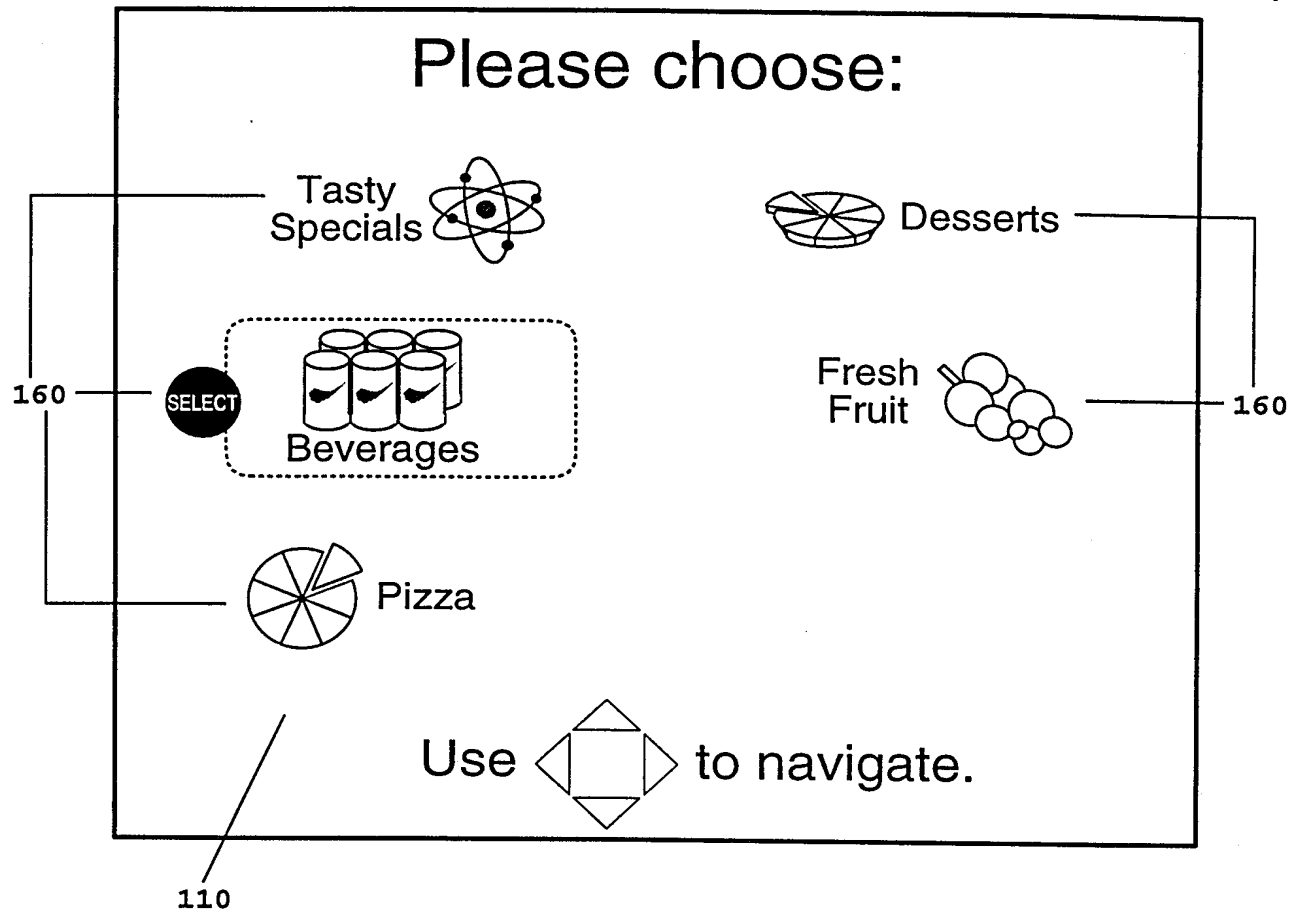 Please choose:
Tasty
Specials
Desserts
160
SELECT
Beverages
Fresh
Fruit
160
Pizza
Use to navigate.
110